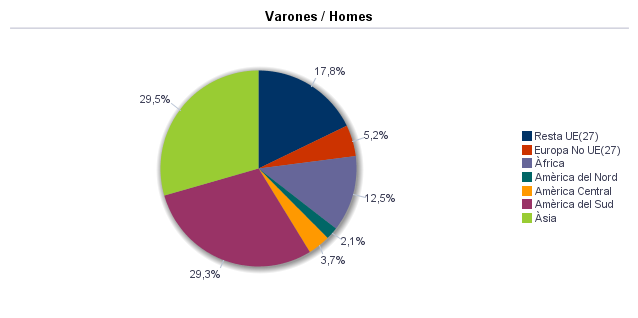 Varones / Homes
17,8%
29,5%
5,2%
12,5%
2,1%
3,7%
29,3%
Resta UE(27)
Europa No UE(27)
Àfrica
Amèrica del Nord
Amèrica Central
Amèrica del Sud
Àsia